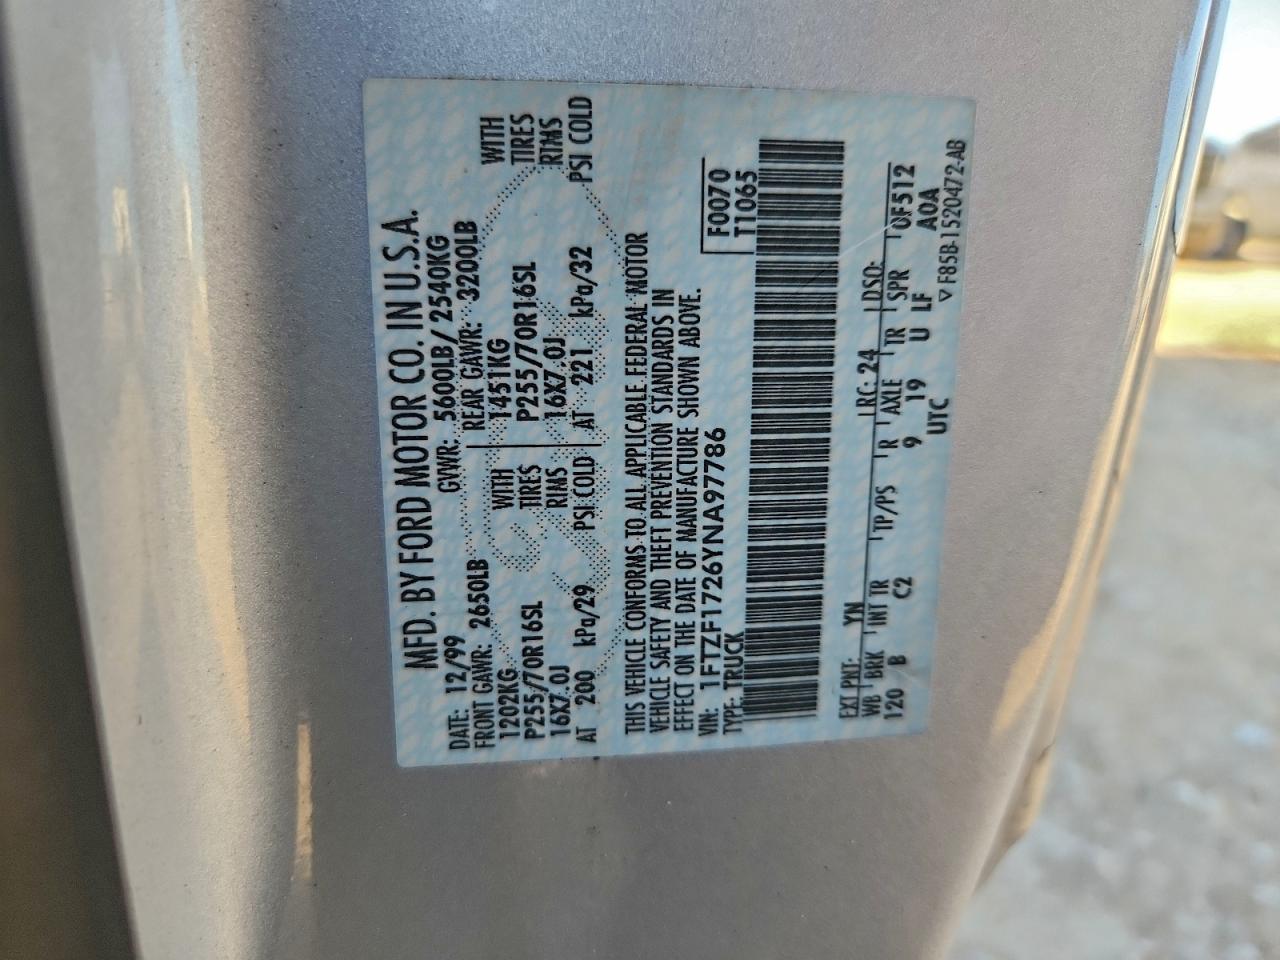 MFD. BY FORD MOTOR CO. IN U.S.A.
DATE: 12/99 GVWR: 5600LB/ 2540KG
FRONT GAWR: 2650LB REAR GAWR: 3200LB
1202KG WITH 1451KG WITH
P255/70R16SL TIRES P255/70R16SL TIRES
16X7.0J RIMS 16X7.0J RIMS
AT 200 kPa/29 PSI COLD AT 221 kPa/32 PSI COLD
THIS VEHICLE CONFORMS TO ALL APPLICABLE FEDERAL MOTOR
VEHICLE SAFETY AND THEFT PREVENTION STANDARDS IN
EFFECT ON THE DATE OF MANUFACTURE SHOWN ABOVE.
VIN: 1FTZF1726YNA97786 F0070
TYPE: TRUCK T1065
EXT PNT: YN RC: 24 DSO:
WB BRK INT TR TP/PS R AXLE TR SPR 0F512
120 B C2 9 19 U LF A0A
UTC ▽ F85B-1520472-AB